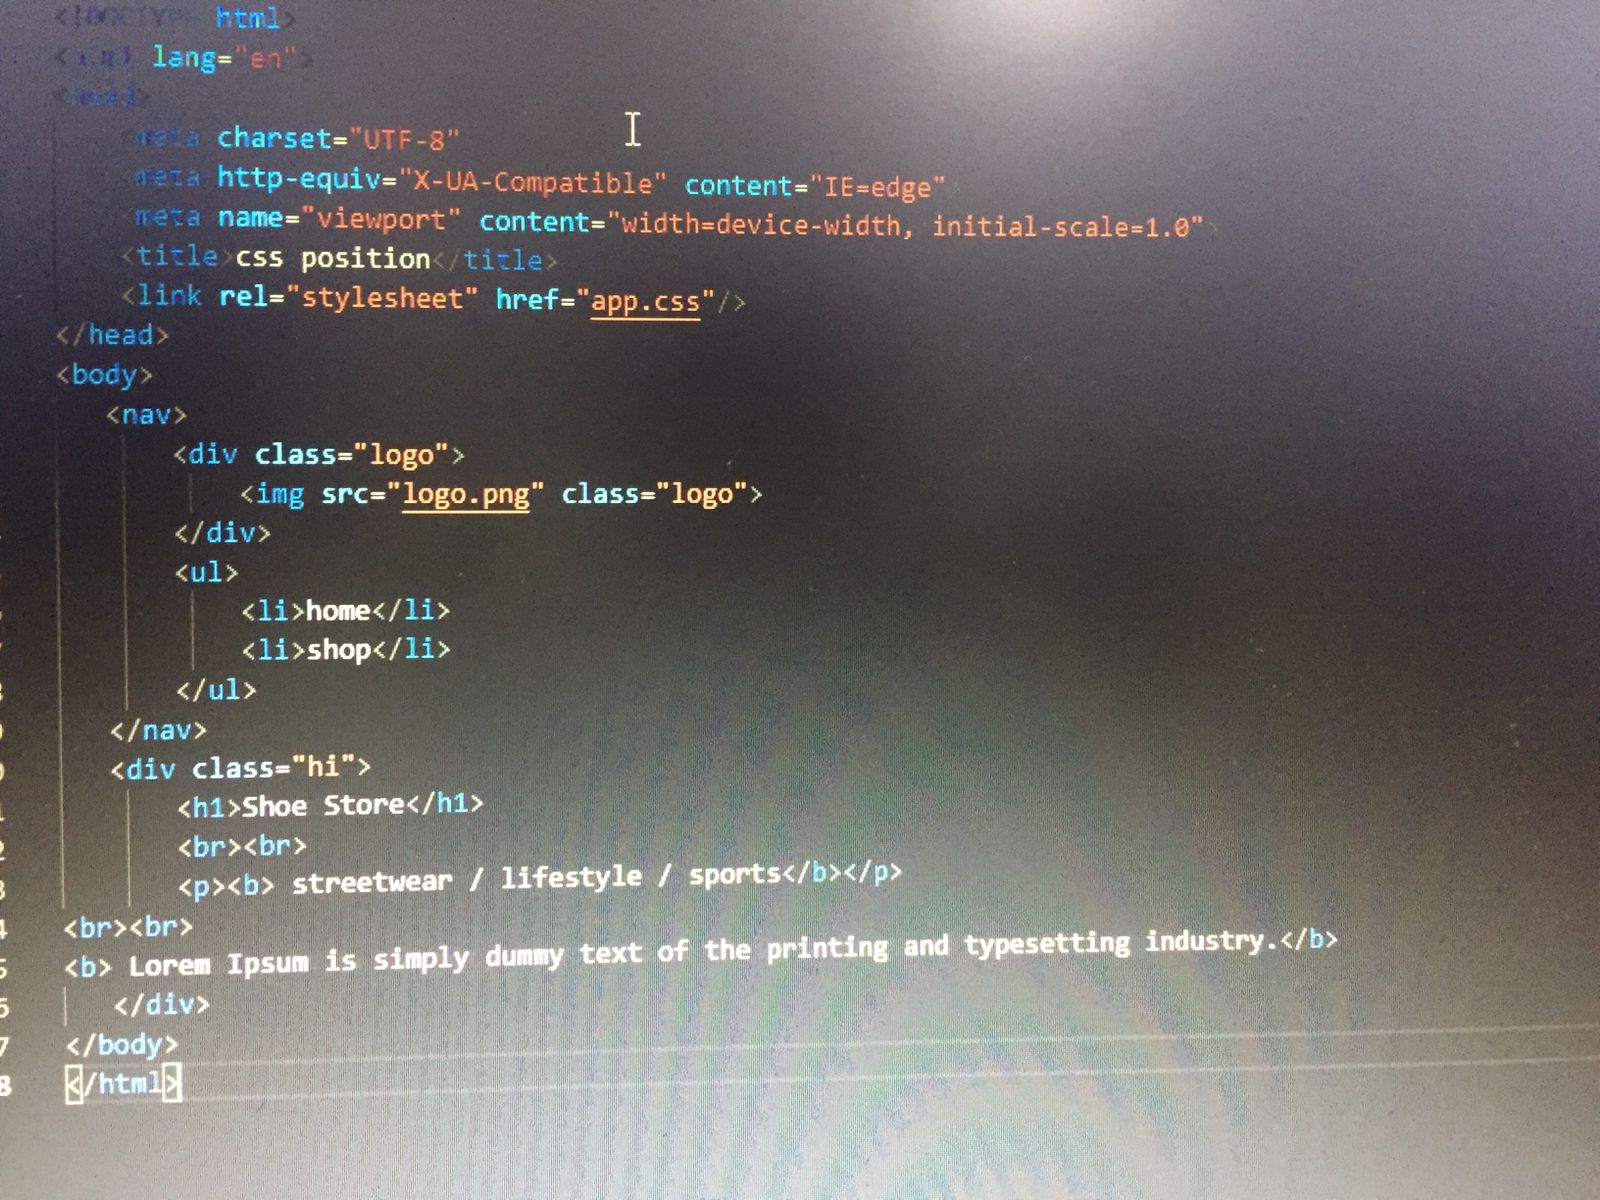 <!DOCTYPE html>
<html lang="en">
<head>
meta charset="UTF-8"
meta http-equiv="X-UA-Compatible" content="IE=edge"
meta name="viewport" content="width=device-width, initial-scale=1.0">
<title>css position</title>
<link rel="stylesheet" href="app.css"/>
</head>
<body>
<nav>
<div class="logo">
<img src="logo.png" class="logo">
</div>
<ul>
<li>home</li>
<li>shop</li>
</ul>
</nav>
<div class="hi">
<h1>Shoe Store</h1>
<br><br>
<p><b> streetwear / lifestyle / sports</b></p>
<br><br>
<b> Lorem Ipsum is simply dummy text of the printing and typesetting industry.</b>
</div>
</body>
</html>